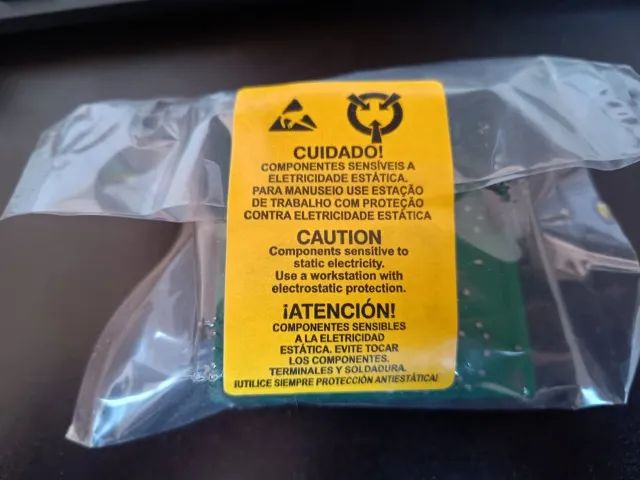 CUIDADO!
COMPONENTES SENSÍVEIS A
ELETRICIDADE ESTÁTICA.
PARA MANUSEIO USE ESTAÇÃO
DE TRABALHO COM PROTEÇÃO
CONTRA ELETRICIDADE ESTÁTICA
CAUTION
Components sensitive to
static electricity.
Use a workstation with
electrostatic protection.
¡ATENCIÓN!
COMPONENTES SENSIBLES
A LA ELETRICIDAD
ESTÁTICA. EVITE TOCAR
LOS COMPONENTES.
TERMINALES Y SOLDADURA.
¡UTILICE SIEMPRE PROTECCIÓN ANTIESTÁTICA!